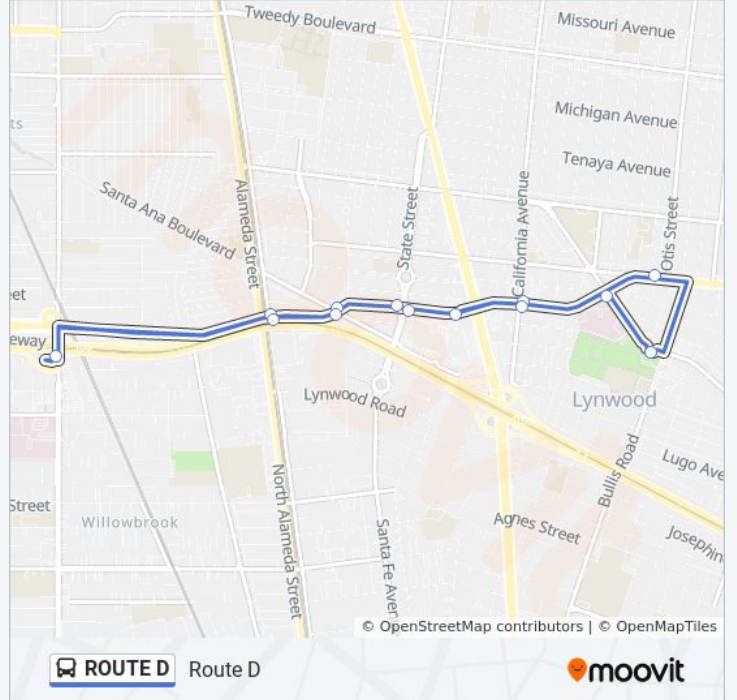 Tweedy Boulevard
Missouri Avenue
Michigan Avenue
ts
Tenaya Avenue
Santa Ana Boulevard
Alameda Street
State Street
California Avenue
Otis Street
eet
eway
Lynwood Road
Lynwood
Bullis Road
Lugo Ave
Street
Willowbrook
North Alameda Street
Santa Fe Aven
Agnes Street
Josephin
© OpenStreetMap contributors | © OpenMapTiles
ROUTE D Route D
moovit